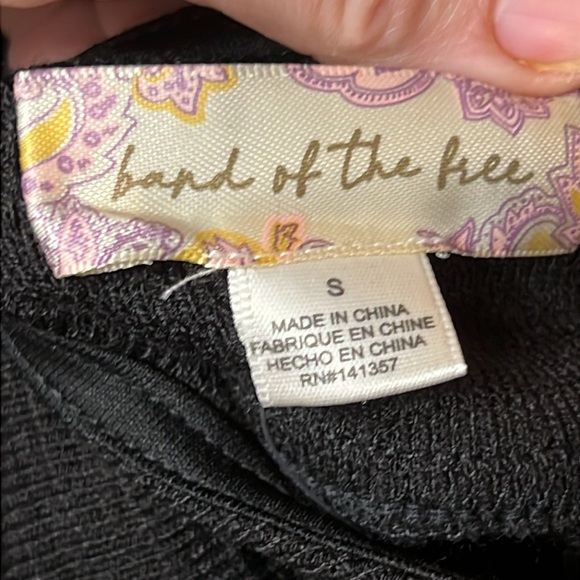 band of the free
S
MADE IN CHINA
FABRIQUE EN CHINE
HECHO EN CHINA
RN#141357